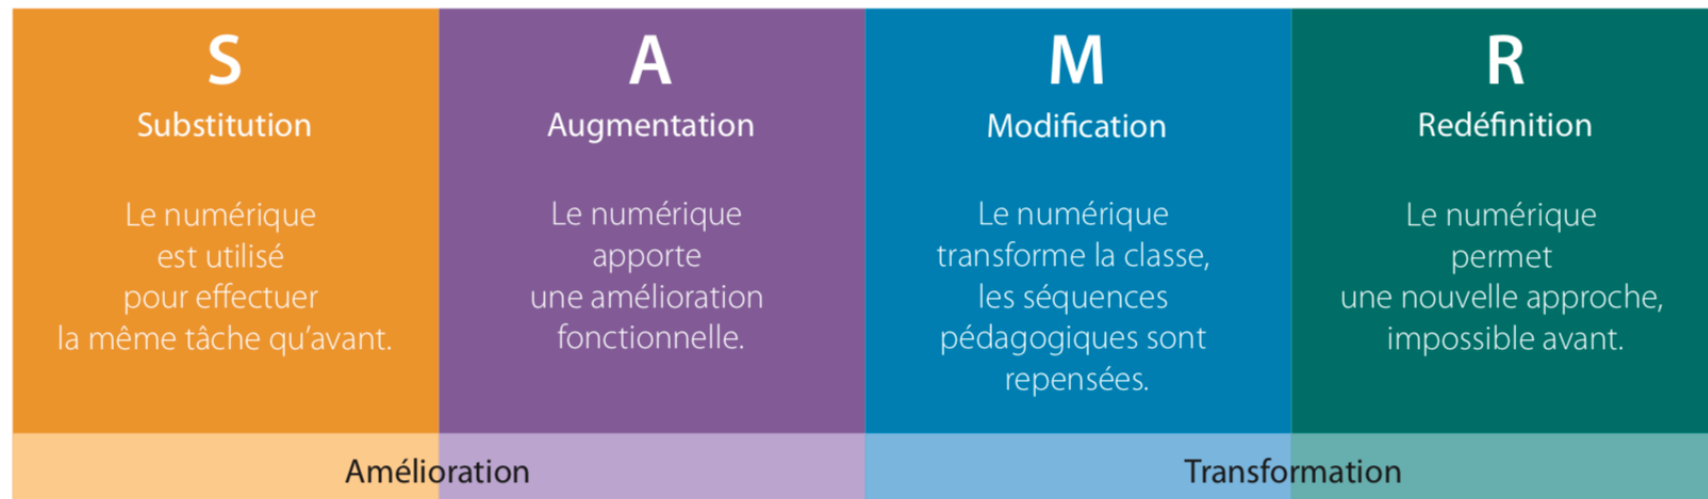 S
Substitution
Le numérique
est utilisé
pour effectuer
la même tâche qu'avant.
A
Augmentation
Le numérique
apporte
une amélioration
fonctionnelle.
M
Modification
Le numérique
transforme la classe,
les séquences
pédagogiques sont
repensées.
R
Redéfinition
Le numérique
permet
une nouvelle approche,
impossible avant.
Amélioration
Transformation